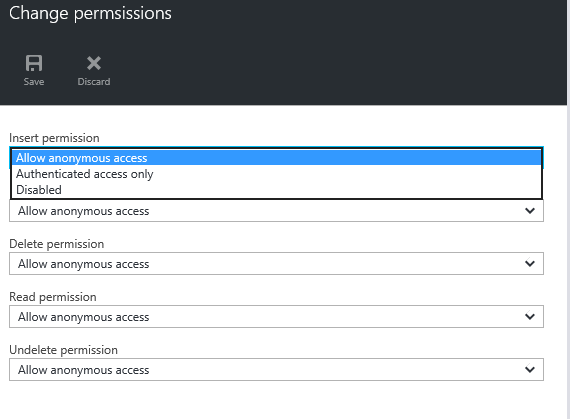 Change permsissions
Save
Discard
Insert permission
Allow anonymous access
Authenticated access only
Disabled
Allow anonymous access
Delete permission
Allow anonymous access
Read permission
Allow anonymous access
Undelete permission
Allow anonymous access